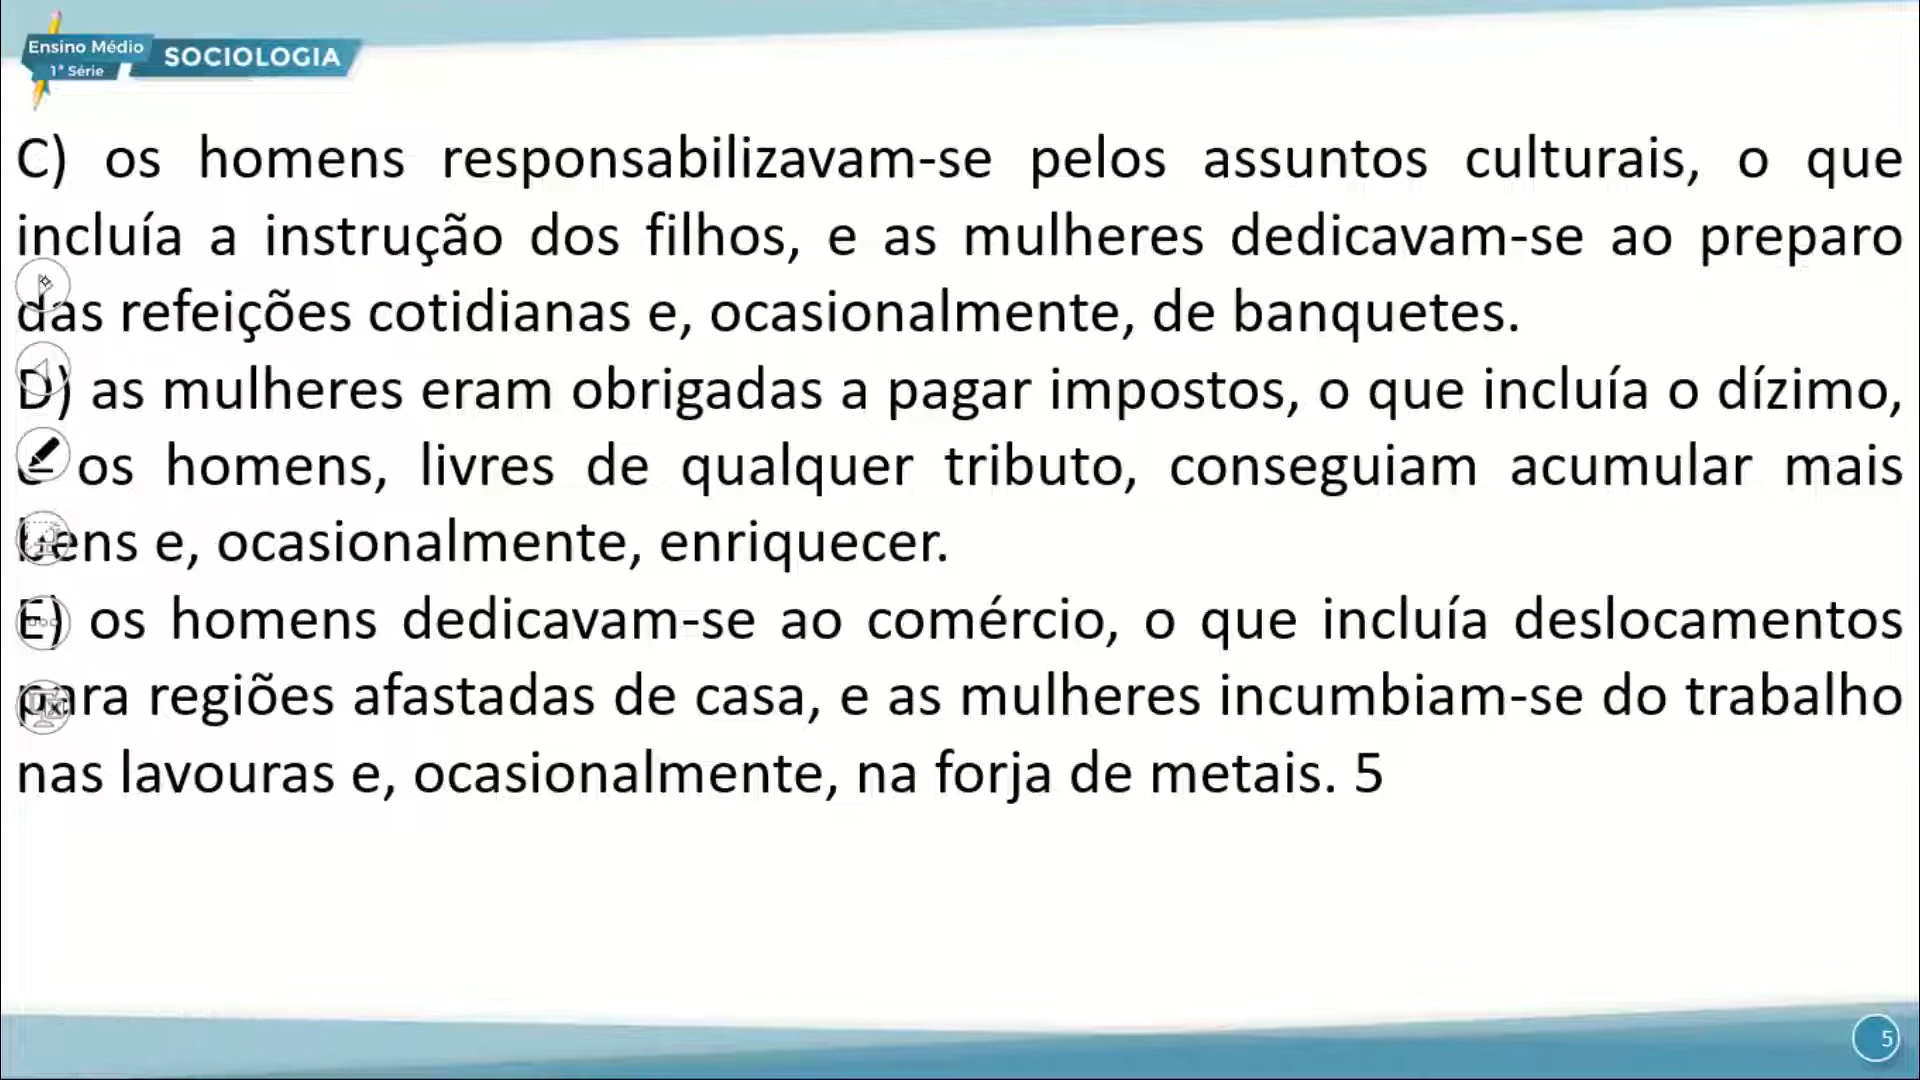 Ensino Médio
1ª Série
SOCIOLOGIA
C) os homens responsabilizavam-se pelos assuntos culturais, o que
incluía a instrução dos filhos, e as mulheres dedicavam-se ao preparo
das refeições cotidianas e, ocasionalmente, de banquetes.
D) as mulheres eram obrigadas a pagar impostos, o que incluía o dízimo,
e os homens, livres de qualquer tributo, conseguiam acumular mais
bens e, ocasionalmente, enriquecer.
E) os homens dedicavam-se ao comércio, o que incluía deslocamentos
para regiões afastadas de casa, e as mulheres incumbiam-se do trabalho
nas lavouras e, ocasionalmente, na forja de metais. 5
5